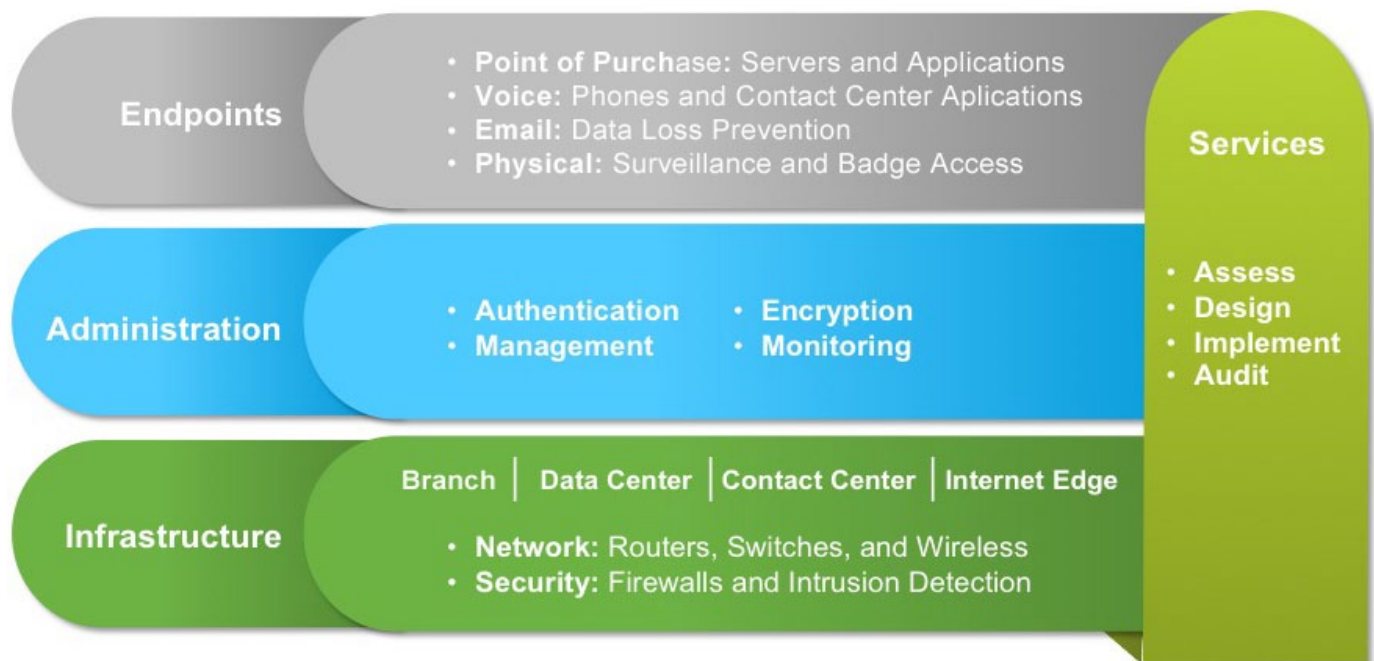 Endpoints
• Point of Purchase: Servers and Applications
• Voice: Phones and Contact Center Aplications
• Email: Data Loss Prevention
• Physical: Surveillance and Badge Access
Administration
• Authentication
• Management
• Encryption
• Monitoring
Infrastructure
Branch | Data Center | Contact Center | Internet Edge
• Network: Routers, Switches, and Wireless
• Security: Firewalls and Intrusion Detection
Services
• Assess
• Design
• Implement
• Audit